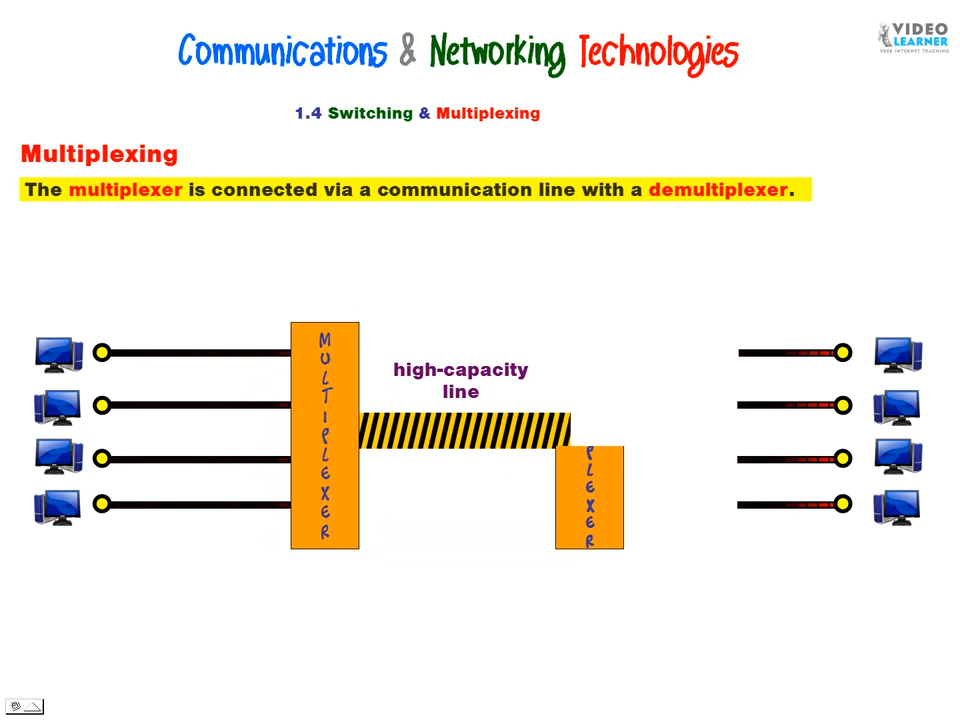 Communications & Networking Technologies
VIDEO
LEARNER
FREE INTERNET TEACHING
1.4 Switching & Multiplexing
Multiplexing
The multiplexer is connected via a communication line with a demultiplexer.
MULTIPLEXER
high-capacity
line
PLEXER